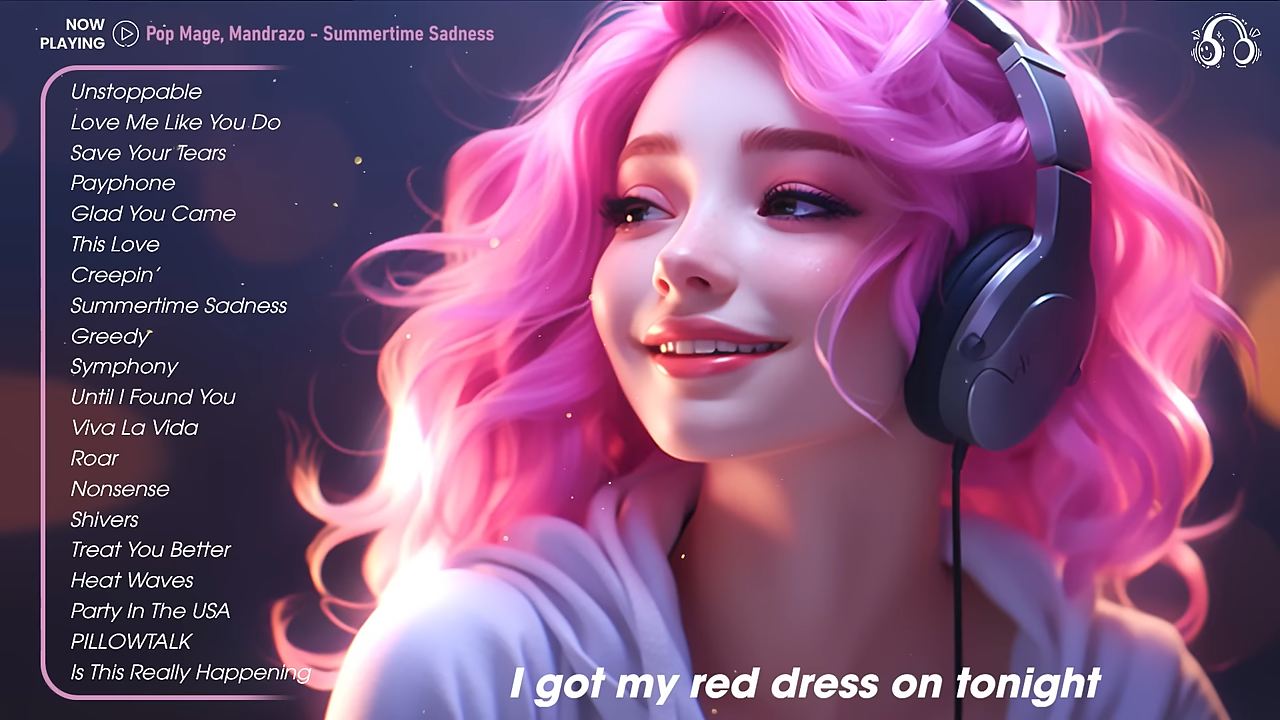 NOW
PLAYING
Pop Mage, Mandrazo - Summertime Sadness
Unstoppable
Love Me Like You Do
Save Your Tears
Payphone
Glad You Came
This Love
Creepin’
Summertime Sadness
Greedy
Symphony
Until I Found You
Viva La Vida
Roar
Nonsense
Shivers
Treat You Better
Heat Waves
Party In The USA
PILLOWTALK
Is This Really Happening
I got my red dress on tonight